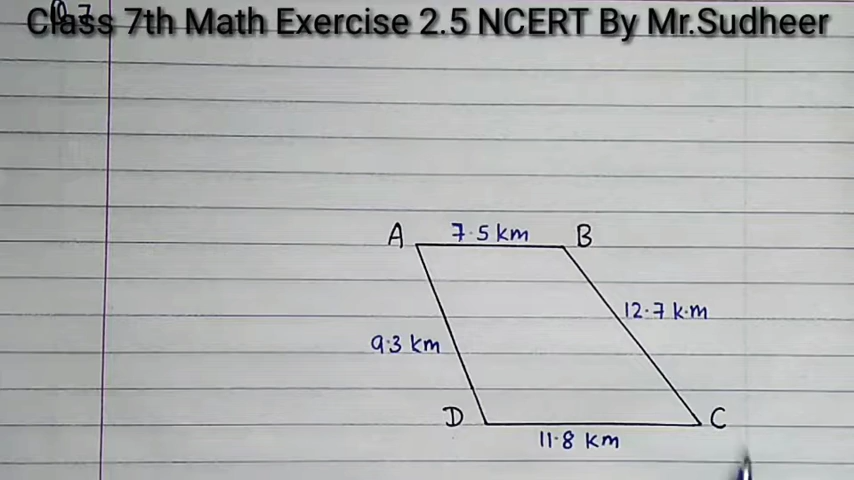 Class 7th Math Exercise 2.5 NCERT By Mr.Sudheer
Q.7
A 7.5 km B
12.7 k.m
9.3 km
D C
11.8 km